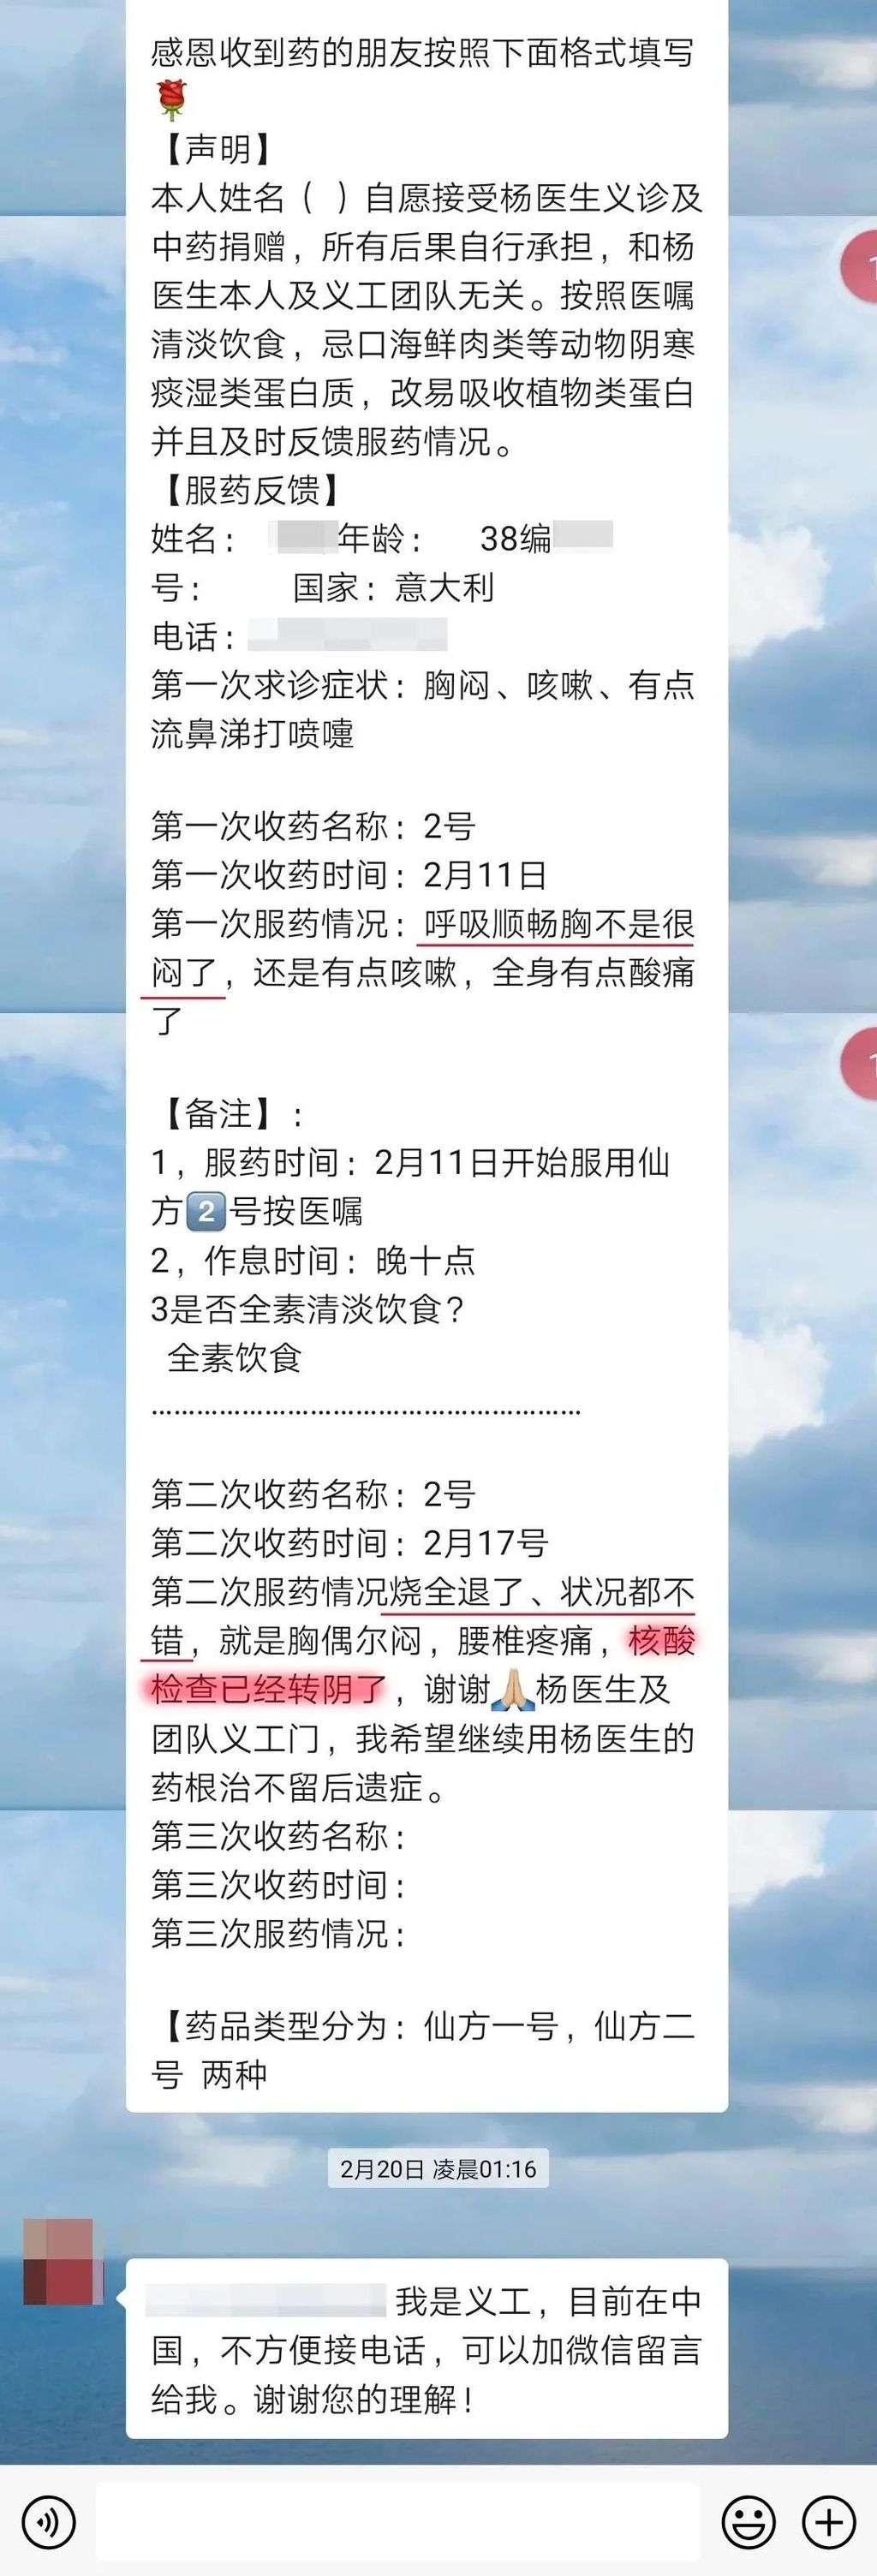 感恩收到药的朋友按照下面格式填写
🌹
【声明】
本人姓名（ ）自愿接受杨医生义诊及
中药捐赠，所有后果自行承担，和杨
医生本人及义工团队无关。按照医嘱
清淡饮食，忌口海鲜肉类等动物阴寒
痰湿类蛋白质，改易吸收植物类蛋白
并且及时反馈服药情况。
【服药反馈】
姓名： 年龄： 38编
号： 国家：意大利
电话：
第一次求诊症状：胸闷、咳嗽、有点
流鼻涕打喷嚏
第一次收药名称：2号
第一次收药时间：2月11日
第一次服药情况：呼吸顺畅胸不是很
闷了，还是有点咳嗽，全身有点酸痛
了
【备注】:
1，服药时间：2月11日开始服用仙
方2️⃣号按医嘱
2，作息时间：晚十点
3是否全素清淡饮食？
全素饮食
………………………………………………
第二次收药名称：2号
第二次收药时间：2月17号
第二次服药情况烧全退了、状况都不
错，就是胸偶尔闷，腰椎疼痛，核酸
检查已经转阴了，谢谢🙏🏼杨医生及
团队义工门，我希望继续用杨医生的
药根治不留后遗症。
第三次收药名称：
第三次收药时间：
第三次服药情况：
【药品类型分为：仙方一号，仙方二
号 两种
2月20日 凌晨01:16
我是义工，目前在中
国，不方便接电话，可以加微信留言
给我。谢谢您的理解！